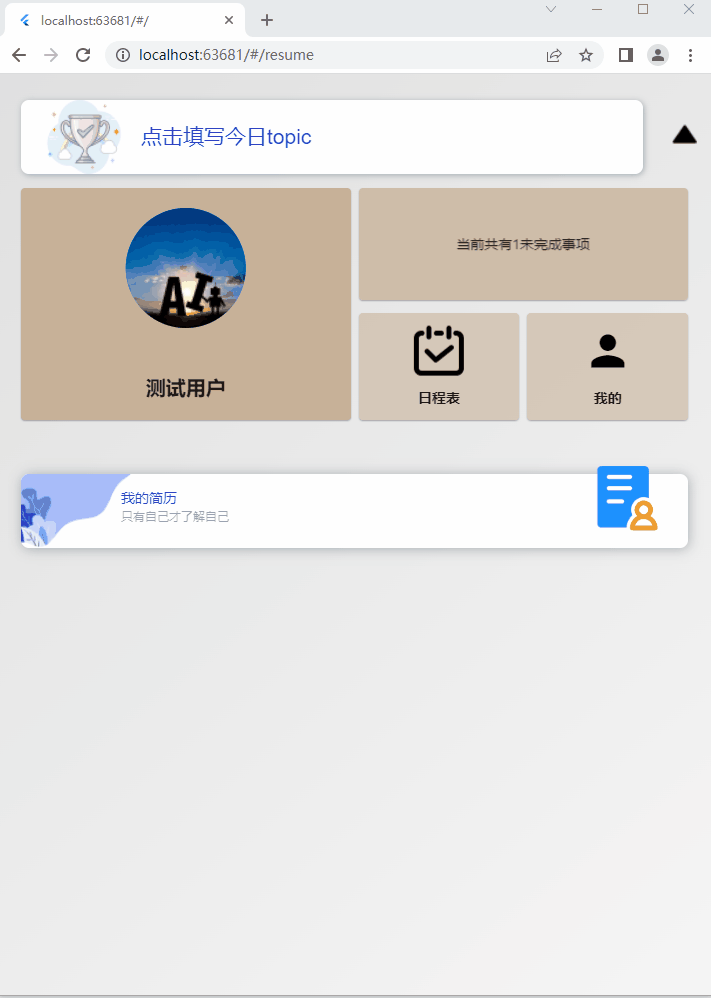 localhost:63681/#/
localhost:63681/#/resume
点击填写今日topic
AI
测试用户
当前共有1未完成事项
日程表
我的
我的简历
只有自己才了解自己